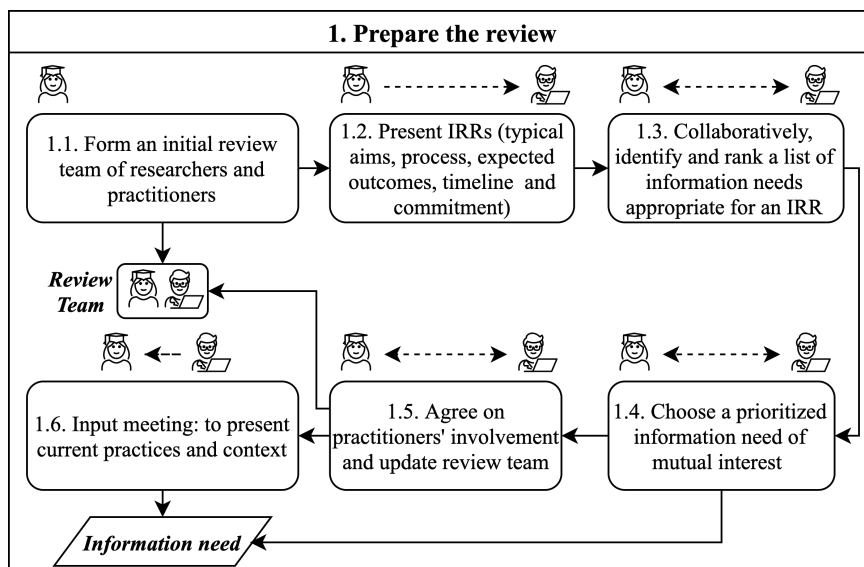 1. Prepare the review
1.1. Form an initial review
team of researchers and
practitioners
1.2. Present IRRs (typical
aims, process, expected
outcomes, timeline and
commitment)
1.3. Collaboratively,
identify and rank a list of
information needs
appropriate for an IRR
Review
Team
1.6. Input meeting: to present
current practices and context
1.5. Agree on
practitioners' involvement
and update review team
1.4. Choose a prioritized
information need of
mutual interest
Information need